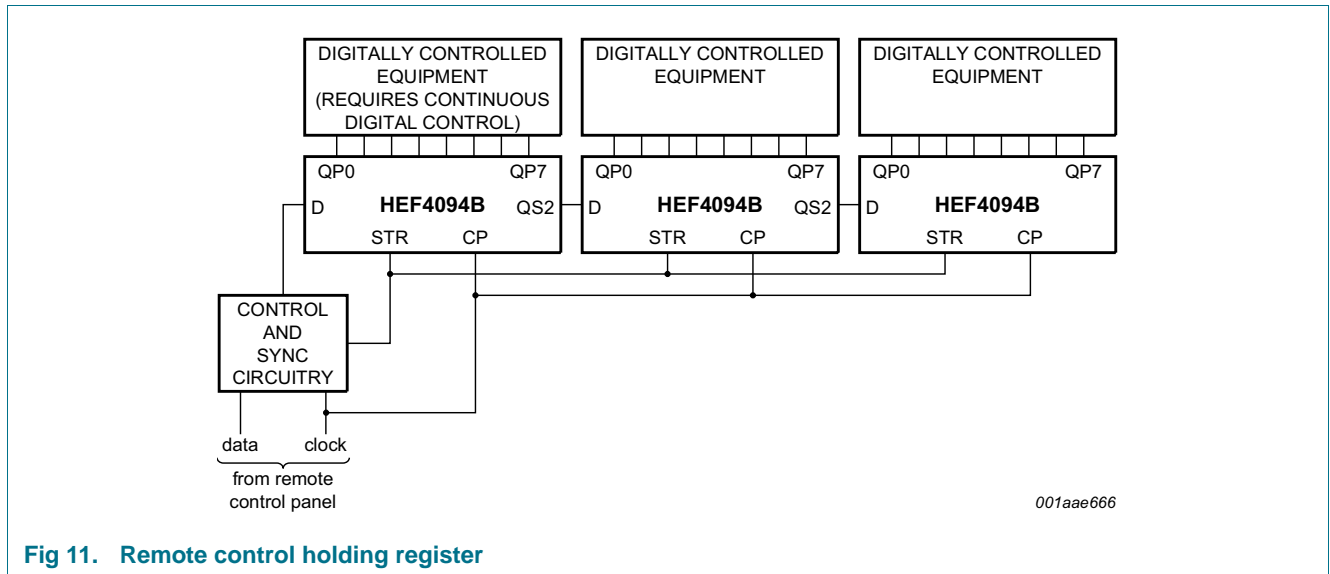 DIGITALLY CONTROLLED
EQUIPMENT
(REQUIRES CONTINUOUS
DIGITAL CONTROL)
DIGITALLY CONTROLLED
EQUIPMENT
DIGITALLY CONTROLLED
EQUIPMENT
QP0 QP7
D HEF4094B QS2
STR CP
QP0 QP7
D HEF4094B QS2
STR CP
QP0 QP7
D HEF4094B
STR CP
CONTROL
AND
SYNC
CIRCUITRY
data clock
from remote
control panel
001aae666
Fig 11. Remote control holding register